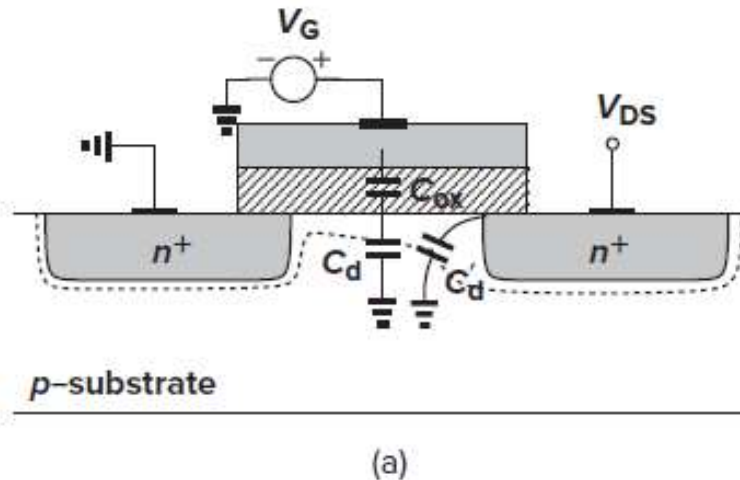 VG
− +
VDS
Cox
n+ Cd C′d n+
p–substrate
(a)